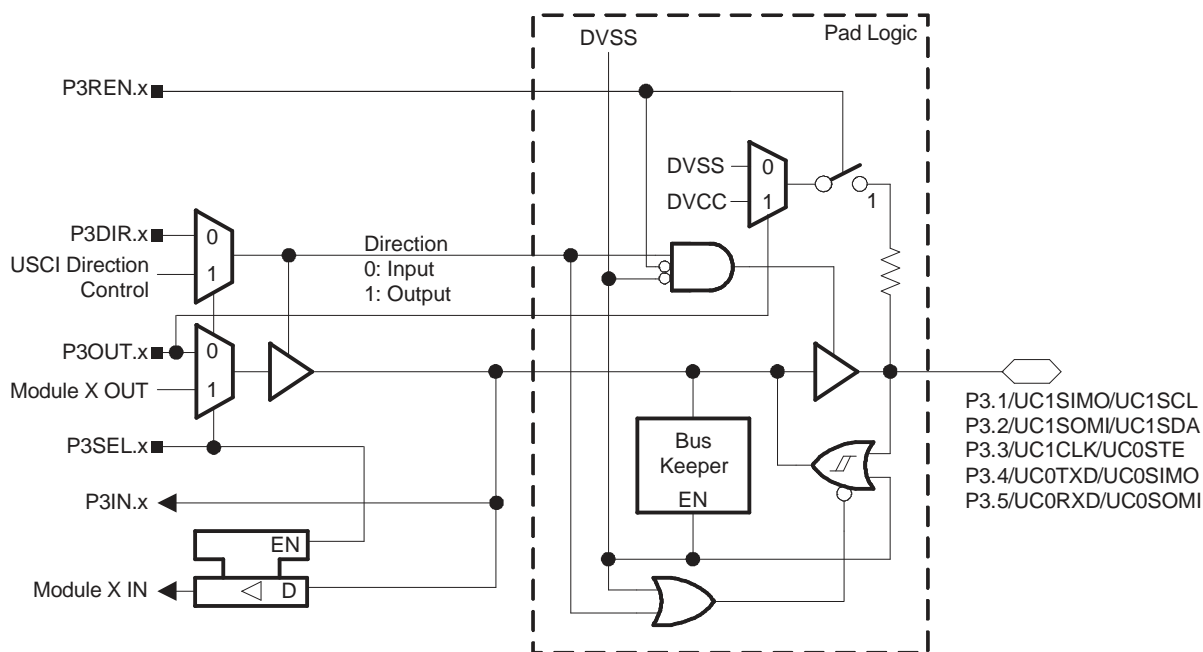 DVSS
Pad Logic
P3REN.x
DVSS
0
DVCC
1
1
P3DIR.x
0
USCI Direction
Control
1
Direction
0: Input
1: Output
P3OUT.x
0
Module X OUT
1
P3SEL.x
P3IN.x
EN
Module X IN
D
Bus
Keeper
EN
P3.1/UC1SIMO/UC1SCL
P3.2/UC1SOMI/UC1SDA
P3.3/UC1CLK/UC0STE
P3.4/UC0TXD/UC0SIMO
P3.5/UC0RXD/UC0SOMI